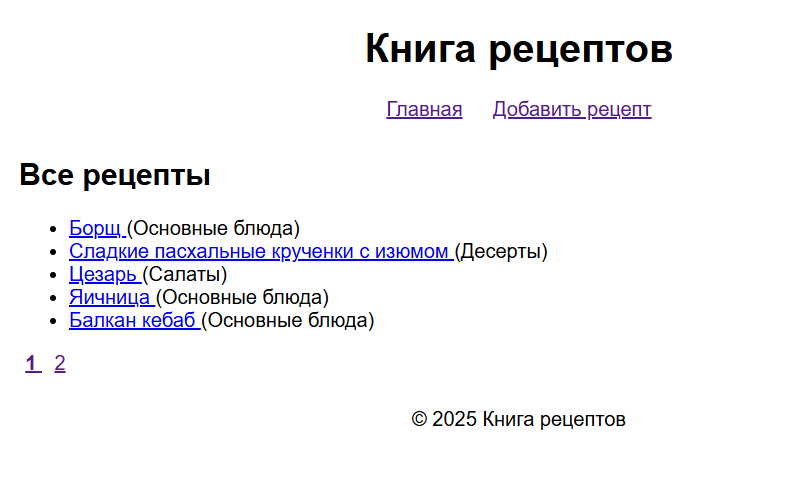 Книга рецептов
Главная Добавить рецепт
Все рецепты
• Борщ (Основные блюда)
• Сладкие пасхальные крученки с изюмом (Десерты)
• Цезарь (Салаты)
• Яичница (Основные блюда)
• Балкан кебаб (Основные блюда)
1 2
© 2025 Книга рецептов